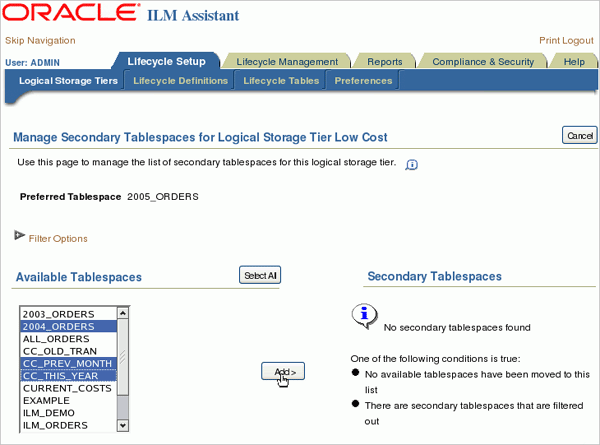 ORACLE® ILM Assistant
Skip Navigation
Print Logout
User: ADMIN
Lifecycle Setup
Lifecycle Management
Reports
Compliance & Security
Help
Logical Storage Tiers
Lifecycle Definitions
Lifecycle Tables
Preferences
Manage Secondary Tablespaces for Logical Storage Tier Low Cost
Cancel
Use this page to manage the list of secondary tablespaces for this logical storage tier.
Preferred Tablespace 2005_ORDERS
Filter Options
Available Tablespaces
Select All
2003_ORDERS
2004_ORDERS
ALL_ORDERS
CC_OLD_TRAN
CC_PREV_MONTH
CC_THIS_YEAR
CURRENT_COSTS
EXAMPLE
ILM_DEMO
ILM_ORDERS
Add >
Secondary Tablespaces
No secondary tablespaces found
One of the following conditions is true:
No available tablespaces have been moved to this
list
There are secondary tablespaces that are filtered
out